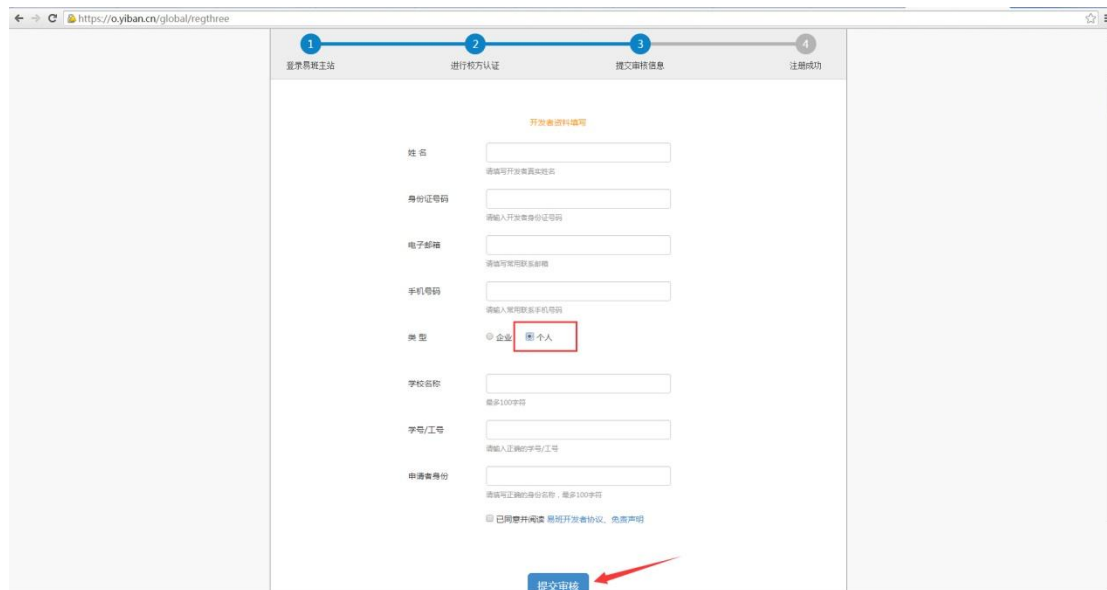 https://o.yiban.cn/global/regthree
1 2 3 4
登录易班主站 进行校方认证 提交审核信息 注册成功
开发者资料填写
姓 名
请填写开发者真实姓名
身份证号码
请输入开发者身份证号码
电子邮箱
请填写常用联系邮箱
手机号码
请输入常用联系手机号码
类 型 企业 个人
学校名称
最多100字符
学号/工号
请输入正确的学号/工号
申请者身份
请填写正确的身份名称,最多100字符
已同意并阅读 易班开发者协议、免责声明
提交审核